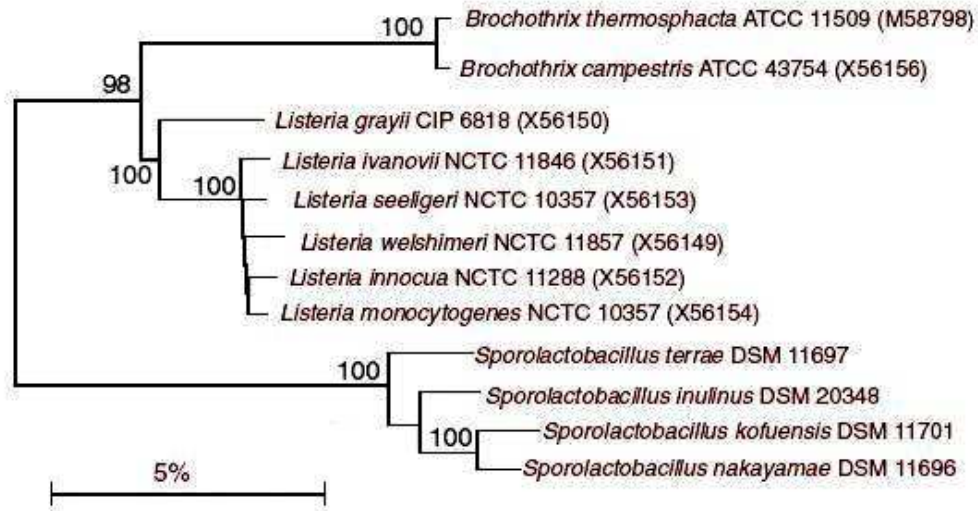 100
Brochothrix thermosphacta ATCC 11509 (M58798)
Brochothrix campestris ATCC 43754 (X56156)
98
Listeria grayii CIP 6818 (X56150)
100
100
Listeria ivanovii NCTC 11846 (X56151)
Listeria seeligeri NCTC 10357 (X56153)
Listeria welshimeri NCTC 11857 (X56149)
Listeria innocua NCTC 11288 (X56152)
Listeria monocytogenes NCTC 10357 (X56154)
100
Sporolactobacillus terrae DSM 11697
Sporolactobacillus inulinus DSM 20348
100
Sporolactobacillus kofuensis DSM 11701
Sporolactobacillus nakayamae DSM 11696
5%